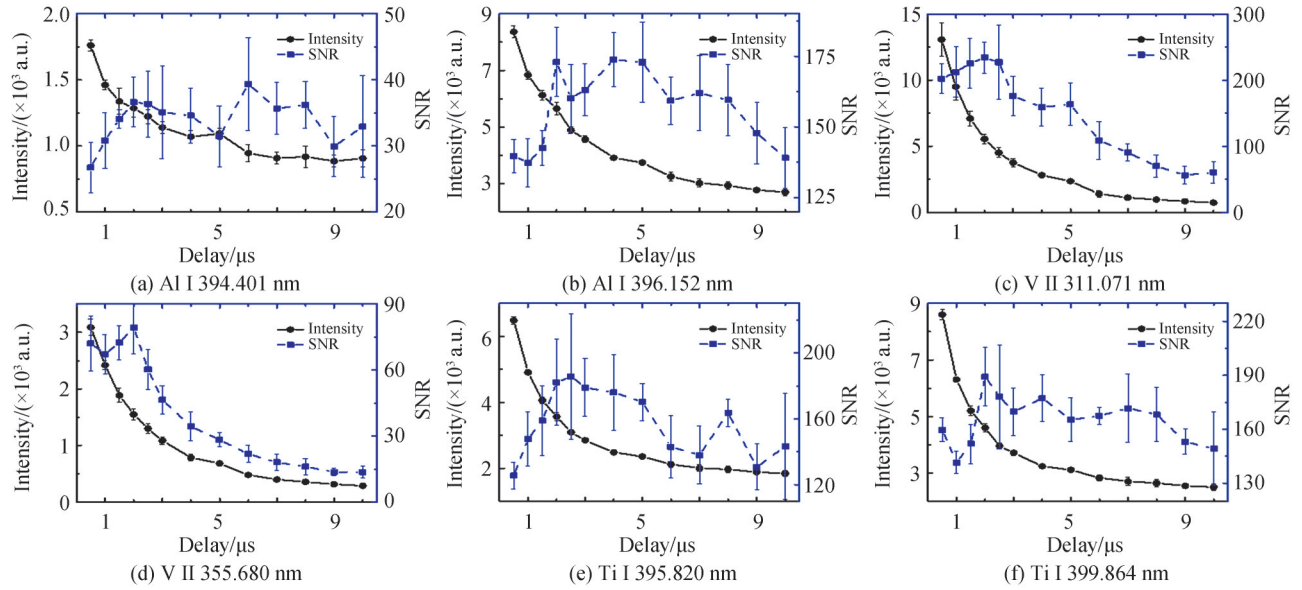 2.0
1.5
1.0
0.5
Intensity/(×10³ a.u.)
50
40
30
20
SNR
Intensity
SNR
1 5 9
Delay/μs
(a) Al I 394.401 nm
9
7
5
3
Intensity/(×10³ a.u.)
175
150
125
SNR
Intensity
SNR
1 5 9
Delay/μs
(b) Al I 396.152 nm
15
10
5
0
Intensity/(×10³ a.u.)
300
200
100
0
SNR
Intensity
SNR
1 5 9
Delay/μs
(c) V II 311.071 nm
3
2
1
0
Intensity/(×10³ a.u.)
90
60
30
0
SNR
Intensity
SNR
1 5 9
Delay/μs
(d) V II 355.680 nm
6
4
2
Intensity/(×10³ a.u.)
200
160
120
SNR
Intensity
SNR
1 5 9
Delay/μs
(e) Ti I 395.820 nm
9
7
5
3
Intensity/(×10³ a.u.)
220
190
160
130
SNR
Intensity
SNR
1 5 9
Delay/μs
(f) Ti I 399.864 nm